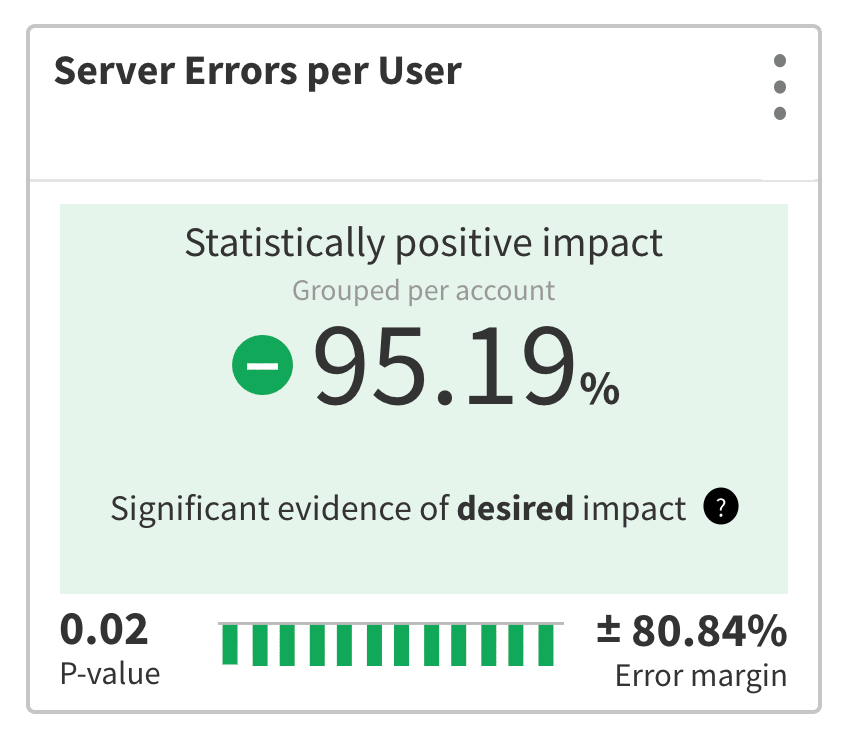 Server Errors per User
Statistically positive impact
Grouped per account
− 95.19%
Significant evidence of desired impact ?
0.02
P-value
± 80.84%
Error margin